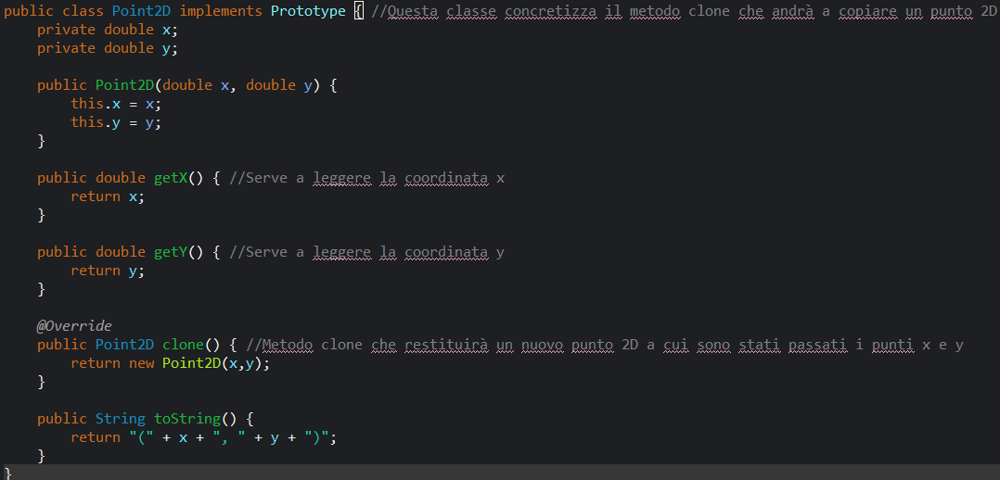 public class Point2D implements Prototype { //Questa classe concretizza il metodo clone che andrà a copiare un punto 2D
    private double x;
    private double y;

    public Point2D(double x, double y) {
        this.x = x;
        this.y = y;
    }

    public double getX() { //Serve a leggere la coordinata x
        return x;
    }

    public double getY() { //Serve a leggere la coordinata y
        return y;
    }

    @Override
    public Point2D clone() { //Metodo clone che restituirà un nuovo punto 2D a cui sono stati passati i punti x e y
        return new Point2D(x,y);
    }

    public String toString() {
        return "(" + x + ", " + y + ")";
    }
}